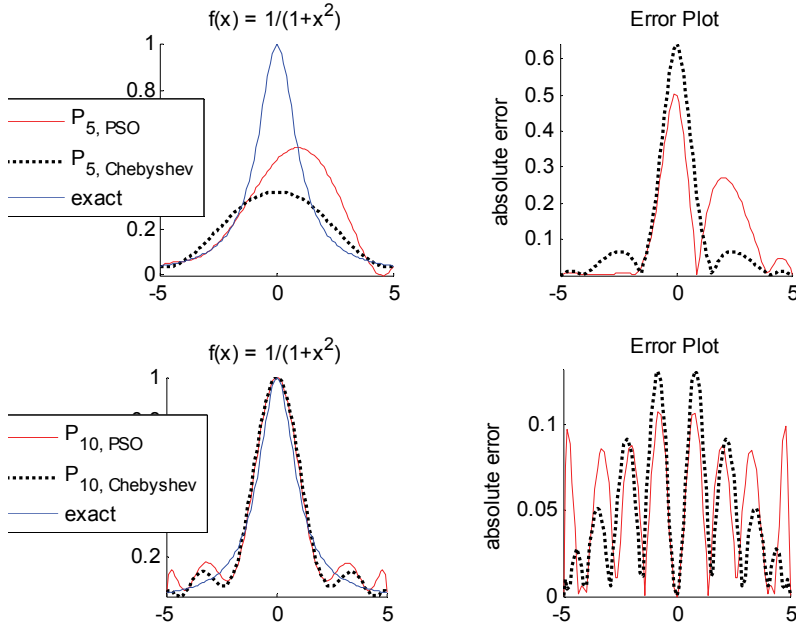 f(x) = 1/(1+x²)
1
0.8
P₅, PSO
P₅, Chebyshev
exact
0.2
0
-5 0 5
Error Plot
absolute error
0.6
0.5
0.4
0.3
0.2
0.1
-5 0 5
f(x) = 1/(1+x²)
1
P₁₀, PSO
P₁₀, Chebyshev
exact
0.2
-5 0 5
Error Plot
absolute error
0.1
0.05
0
-5 0 5